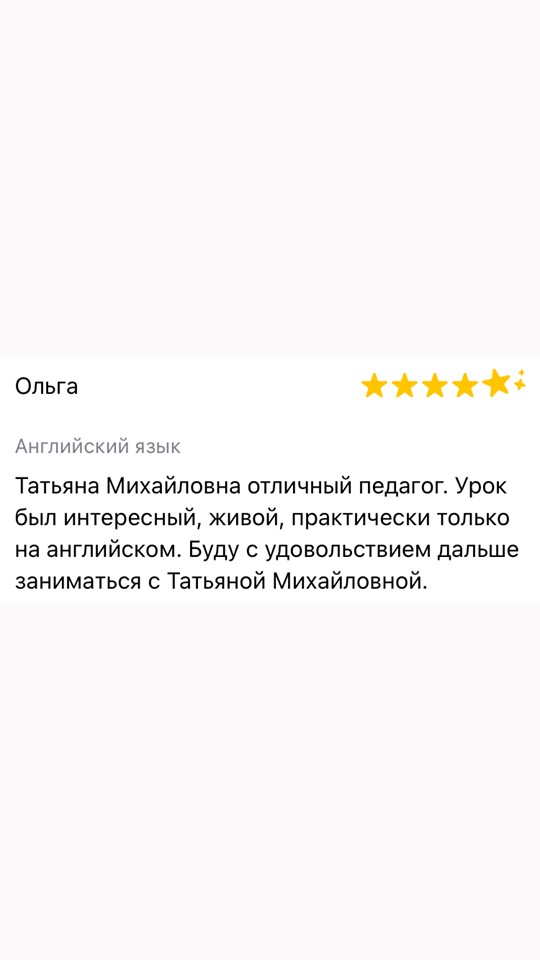 Ольга
Английский язык
Татьяна Михайловна отличный педагог. Урок
был интересный, живой, практически только
на английском. Буду с удовольствием дальше
заниматься с Татьяной Михайловной.